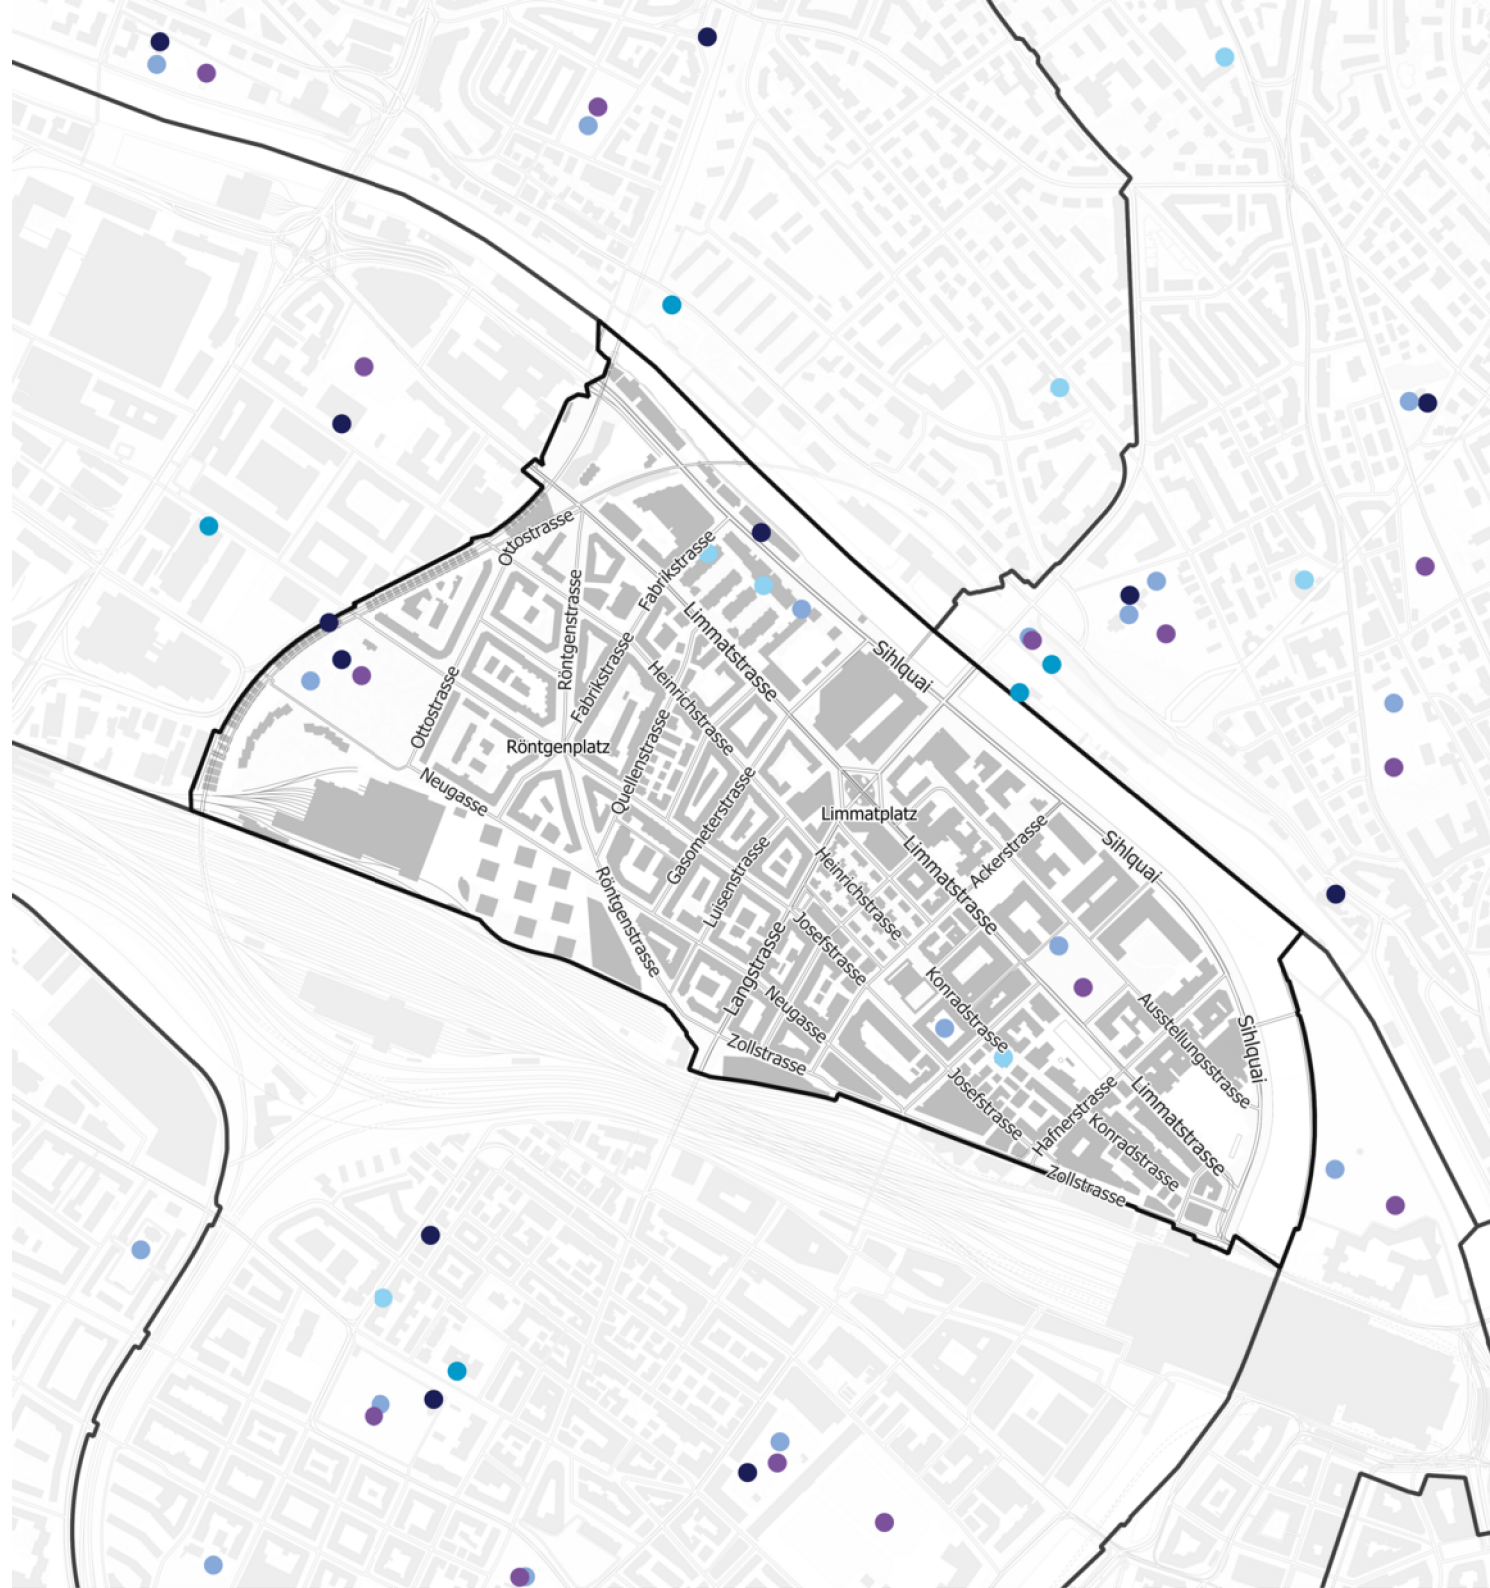 Ottostrasse
Röntgenstrasse
Fabrikstrasse
Limmatstrasse
Sihlquai
Fabrikstrasse
Heinrichstrasse
Ottostrasse
Röntgenplatz
Quellenstrasse
Neugasse
Gasometerstrasse
Limmatplatz
Luisenstrasse
Heinrichstrasse
Limmatstrasse
Ackerstrasse
Sihlquai
Röntgenstrasse
Langstrasse
Josefstrasse
Neugasse
Konradstrasse
Zollstrasse
Ausstellungsstrasse
Sihlquai
Josefstrasse
Hafnerstrasse
Limmatstrasse
Konradstrasse
Zollstrasse